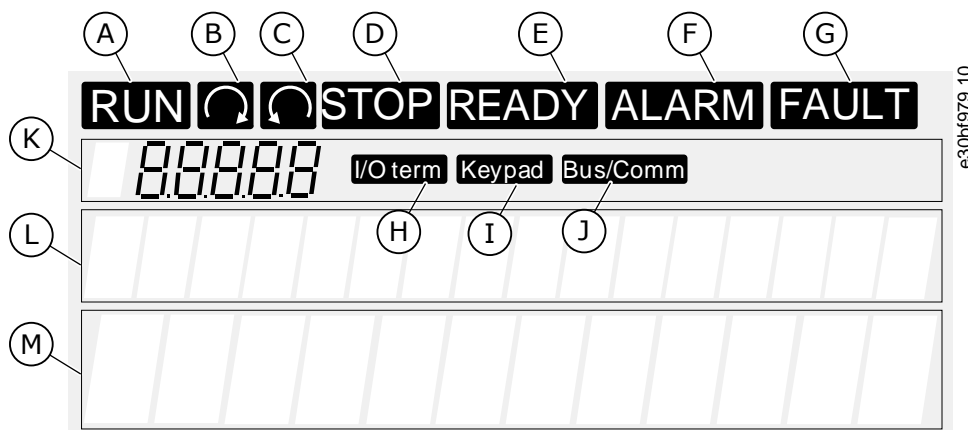 A B C D E F G
RUN STOP READY ALARM FAULT
K 8.8.8.8.8 I/O term Keypad Bus/Comm
H I J
L
M
e30bf979.10